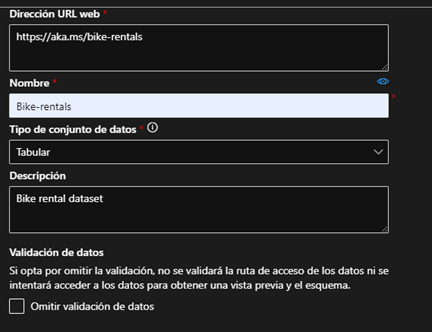 Dirección URL web *
https://aka.ms/bike-rentals
Nombre *
Bike-rentals
*
Tipo de conjunto de datos *
Tabular
Descripción
Bike rental dataset
Validación de datos
Si opta por omitir la validación, no se validará la ruta de acceso de los datos ni se
intentará acceder a los datos para obtener una vista previa y el esquema.
Omitir validación de datos